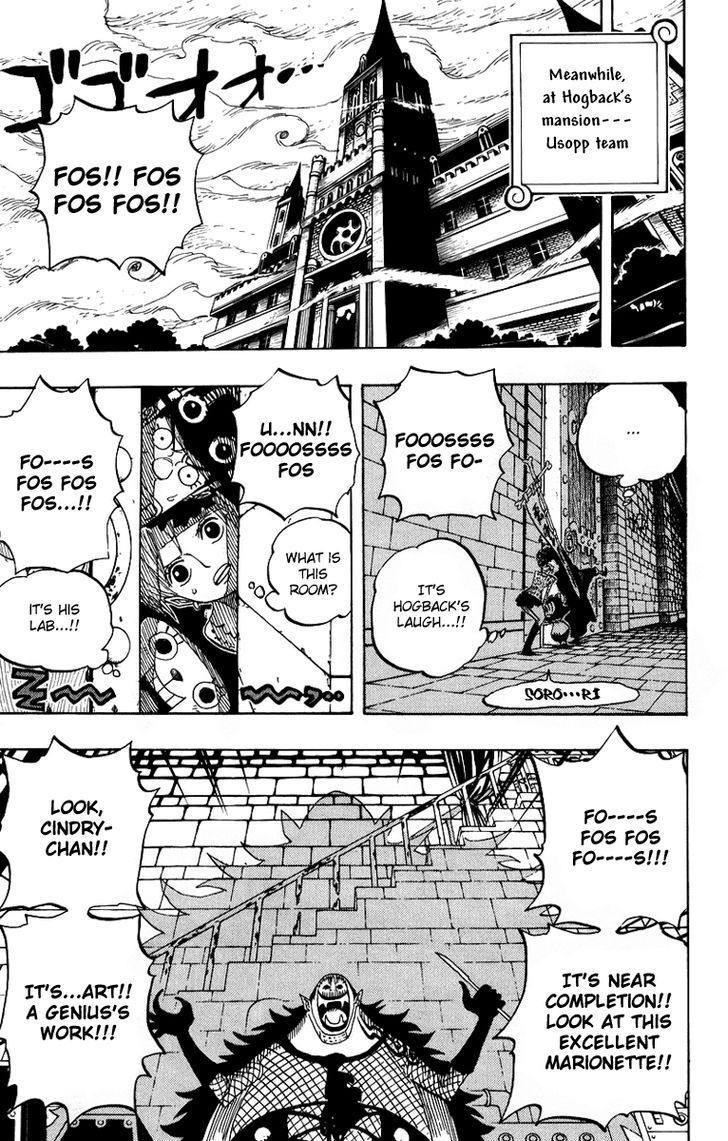 Meanwhile,
at Hogback's
mansion---
Usopp team
ゴゴオオ…
FOS!! FOS
FOS FOS!!
...
FOOOSSSS
FOS FO-
IT'S
HOGBACK'S
LAUGH...!!
SORO...RI
U...NN!!
FOOOOSSSS
FOS
WHAT IS
THIS
ROOM?
FO----S
FOS FOS
FOS...!!
IT'S HIS
LAB...!!
FO----S
FOS FOS
FO----S!!!
IT'S NEAR
COMPLETION!!
LOOK AT THIS
EXCELLENT
MARIONETTE!!
LOOK,
CINDRY-
CHAN!!
IT'S...ART!!
A GENIUS'S
WORK!!!